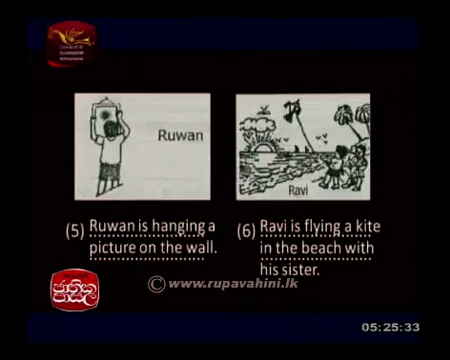 Ruwan
Ravi
(5) Ruwan is hanging a
picture on the wall.
(6) Ravi is flying a kite
in the beach with
his sister.
ජාතික
පාසල
© www.rupavahini.lk
05:25:33